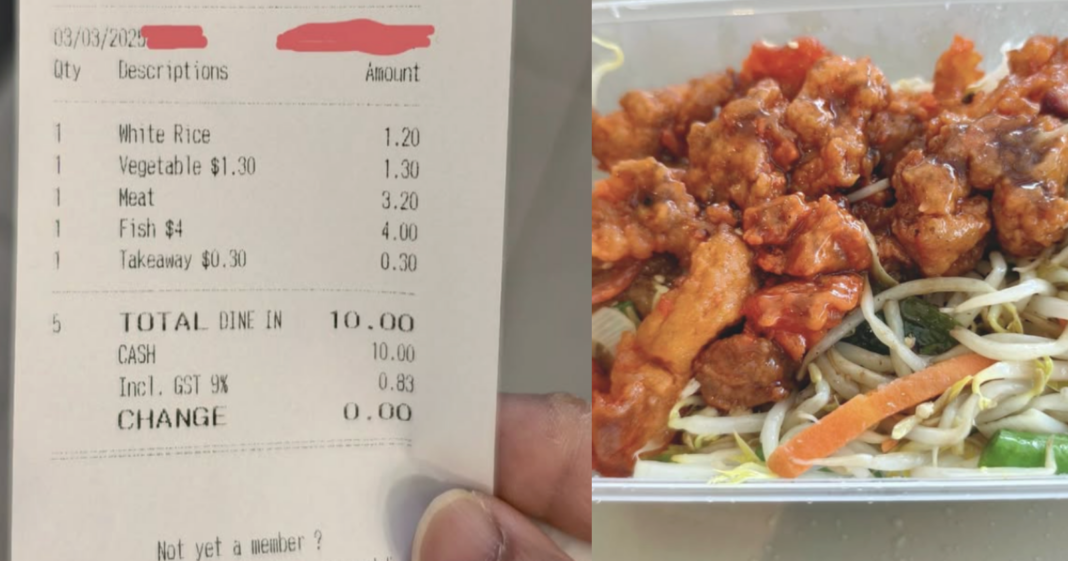 03/03/2025
Qty Descriptions Amount
1 White Rice 1.20
1 Vegetable $1.30 1.30
1 Meat 3.20
1 Fish $4 4.00
1 Takeaway $0.30 0.30
5 TOTAL DINE IN 10.00
CASH 10.00
Incl. GST 9% 0.83
CHANGE 0.00
Not yet a member ?